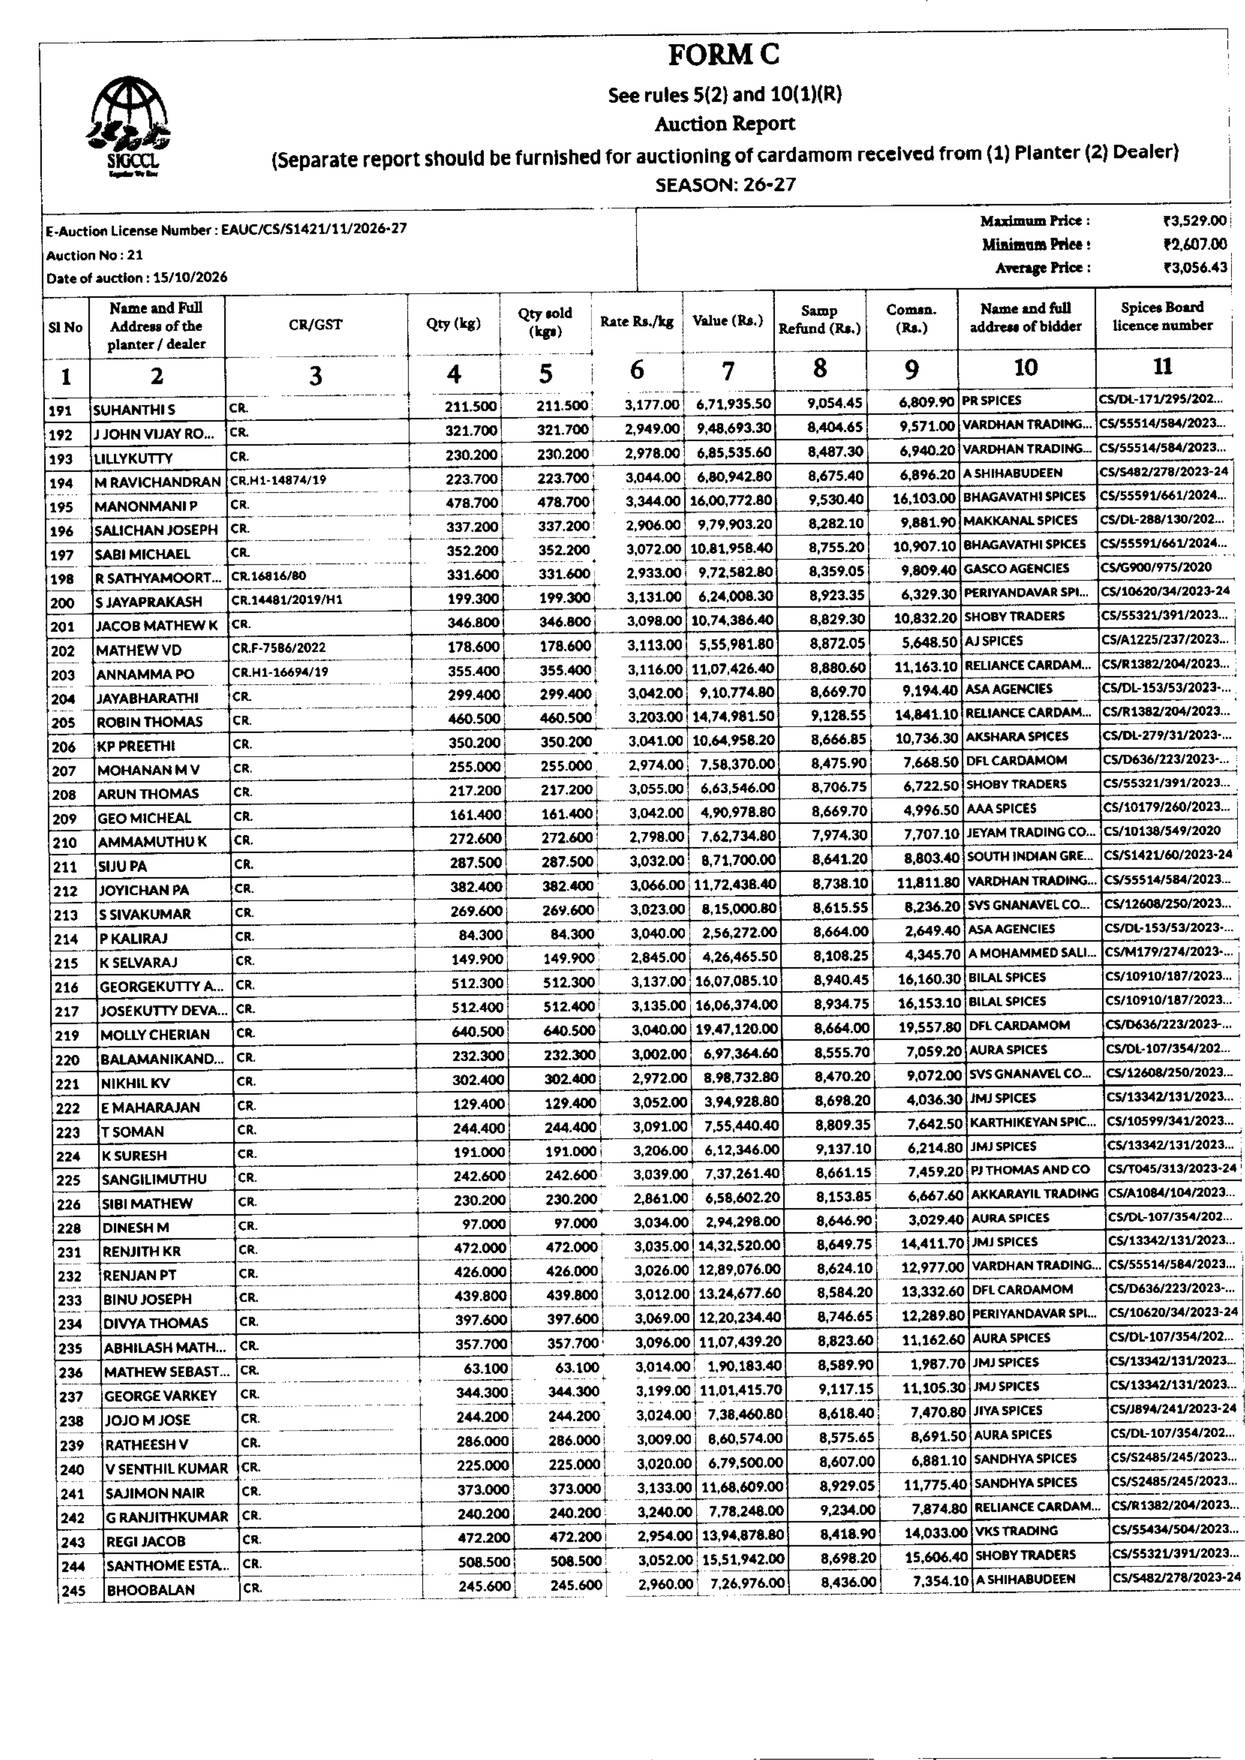 FORM C
See rules 5(2) and 10(1)(R)
Auction Report
(Separate report should be furnished for auctioning of cardamom received from (1) Planter (2) Dealer)
SEASON: 26-27
SIGCCL
Together We Rise
E-Auction License Number : EAUC/CS/S1421/11/2026-27
Auction No : 21
Date of auction : 15/10/2026
Maximum Price : ₹3,529.00
Minimum Price : ₹2,607.00
Average Price : ₹3,056.43
Sl No | Name and Full Address of the planter / dealer | CR/GST | Qty (kg) | Qty sold (kgs) | Rate Rs./kg | Value (Rs.) | Samp Refund (Rs.) | Comsn. (Rs.) | Name and full address of bidder | Spices Board licence number
1 2 3 4 5 6 7 8 9 10 11
191 SUHANTHI S CR. 211.500 211.500 3,177.00 6,71,935.50 9,054.45 6,809.90 PR SPICES CS/DL-171/295/202...
192 J JOHN VIJAY RO... CR. 321.700 321.700 2,949.00 9,48,693.30 8,404.65 9,571.00 VARDHAN TRADING... CS/55514/584/2023...
193 LILLYKUTTY CR. 230.200 230.200 2,978.00 6,85,535.60 8,487.30 6,940.20 VARDHAN TRADING... CS/55514/584/2023...
194 M RAVICHANDRAN CR.H1-14874/19 223.700 223.700 3,044.00 6,80,942.80 8,675.40 6,896.20 A SHIHABUDEEN CS/S482/278/2023-24
195 MANONMANI P CR. 478.700 478.700 3,344.00 16,00,772.80 9,530.40 16,103.00 BHAGAVATHI SPICES CS/55591/661/2024...
196 SALICHAN JOSEPH CR. 337.200 337.200 2,906.00 9,79,903.20 8,282.10 9,881.90 MAKKANAL SPICES CS/DL-288/130/202...
197 SABI MICHAEL CR. 352.200 352.200 3,072.00 10,81,958.40 8,755.20 10,907.10 BHAGAVATHI SPICES CS/55591/661/2024...
198 R SATHYAMOORT... CR.16816/80 331.600 331.600 2,933.00 9,72,582.80 8,359.05 9,809.40 GASCO AGENCIES CS/G900/975/2020
200 S JAYAPRAKASH CR.14481/2019/H1 199.300 199.300 3,131.00 6,24,008.30 8,923.35 6,329.30 PERIYANDAVAR SPI... CS/10620/34/2023-24
201 JACOB MATHEW K CR. 346.800 346.800 3,098.00 10,74,386.40 8,829.30 10,832.20 SHOBY TRADERS CS/55321/391/2023...
202 MATHEW VD CR.F-7586/2022 178.600 178.600 3,113.00 5,55,981.80 8,872.05 5,648.50 AJ SPICES CS/A1225/237/2023...
203 ANNAMMA PO CR.H1-16694/19 355.400 355.400 3,116.00 11,07,426.40 8,880.60 11,163.10 RELIANCE CARDAM... CS/R1382/204/2023...
204 JAYABHARATHI CR. 299.400 299.400 3,042.00 9,10,774.80 8,669.70 9,194.40 ASA AGENCIES CS/DL-153/53/2023-...
205 ROBIN THOMAS CR. 460.500 460.500 3,203.00 14,74,981.50 9,128.55 14,841.10 RELIANCE CARDAM... CS/R1382/204/2023...
206 KP PREETHI CR. 350.200 350.200 3,041.00 10,64,958.20 8,666.85 10,736.30 AKSHARA SPICES CS/DL-279/31/2023-...
207 MOHANAN M V CR. 255.000 255.000 2,974.00 7,58,370.00 8,475.90 7,668.50 DFL CARDAMOM CS/D636/223/2023-...
208 ARUN THOMAS CR. 217.200 217.200 3,055.00 6,63,546.00 8,706.75 6,722.50 SHOBY TRADERS CS/55321/391/2023...
209 GEO MICHEAL CR. 161.400 161.400 3,042.00 4,90,978.80 8,669.70 4,996.50 AAA SPICES CS/10179/260/2023...
210 AMMAMUTHU K CR. 272.600 272.600 2,798.00 7,62,734.80 7,974.30 7,707.10 JEYAM TRADING CO... CS/10138/549/2020
211 SIJU PA CR. 287.500 287.500 3,032.00 8,71,700.00 8,641.20 8,803.40 SOUTH INDIAN GRE... CS/S1421/60/2023-24
212 JOYICHAN PA CR. 382.400 382.400 3,066.00 11,72,438.40 8,738.10 11,811.80 VARDHAN TRADING... CS/55514/584/2023...
213 S SIVAKUMAR CR. 269.600 269.600 3,023.00 8,15,000.80 8,615.55 8,236.20 SVS GNANAVEL CO... CS/12608/250/2023...
214 P KALIRAJ CR. 84.300 84.300 3,040.00 2,56,272.00 8,664.00 2,649.40 ASA AGENCIES CS/DL-153/53/2023-...
215 K SELVARAJ CR. 149.900 149.900 2,845.00 4,26,465.50 8,108.25 4,345.70 A MOHAMMED SALI... CS/M179/274/2023-...
216 GEORGEKUTTY A... CR. 512.300 512.300 3,137.00 16,07,085.10 8,940.45 16,160.30 BILAL SPICES CS/10910/187/2023...
217 JOSEKUTTY DEVA... CR. 512.400 512.400 3,135.00 16,06,374.00 8,934.75 16,153.10 BILAL SPICES CS/10910/187/2023...
219 MOLLY CHERIAN CR. 640.500 640.500 3,040.00 19,47,120.00 8,664.00 19,557.80 DFL CARDAMOM CS/D636/223/2023-...
220 BALAMANIKAND... CR. 232.300 232.300 3,002.00 6,97,364.60 8,555.70 7,059.20 AURA SPICES CS/DL-107/354/202...
221 NIKHIL KV CR. 302.400 302.400 2,972.00 8,98,732.80 8,470.20 9,072.00 SVS GNANAVEL CO... CS/12608/250/2023...
222 E MAHARAJAN CR. 129.400 129.400 3,052.00 3,94,928.80 8,698.20 4,036.30 JMJ SPICES CS/13342/131/2023...
223 T SOMAN CR. 244.400 244.400 3,091.00 7,55,440.40 8,809.35 7,642.50 KARTHIKEYAN SPIC... CS/10599/341/2023...
224 K SURESH CR. 191.000 191.000 3,206.00 6,12,346.00 9,137.10 6,214.80 JMJ SPICES CS/13342/131/2023...
225 SANGILIMUTHU CR. 242.600 242.600 3,039.00 7,37,261.40 8,661.15 7,459.20 PJ THOMAS AND CO CS/T045/313/2023-24
226 SIBI MATHEW CR. 230.200 230.200 2,861.00 6,58,602.20 8,153.85 6,667.60 AKKARAYIL TRADING CS/A1084/104/2023...
228 DINESH M CR. 97.000 97.000 3,034.00 2,94,298.00 8,646.90 3,029.40 AURA SPICES CS/DL-107/354/202...
231 RENJITH KR CR. 472.000 472.000 3,035.00 14,32,520.00 8,649.75 14,411.70 JMJ SPICES CS/13342/131/2023...
232 RENJAN PT CR. 426.000 426.000 3,026.00 12,89,076.00 8,624.10 12,977.00 VARDHAN TRADING... CS/55514/584/2023...
233 BINU JOSEPH CR. 439.800 439.800 3,012.00 13,24,677.60 8,584.20 13,332.60 DFL CARDAMOM CS/D636/223/2023-...
234 DIVYA THOMAS CR. 397.600 397.600 3,069.00 12,20,234.40 8,746.65 12,289.80 PERIYANDAVAR SPI... CS/10620/34/2023-24
235 ABHILASH MATH... CR. 357.700 357.700 3,096.00 11,07,439.20 8,823.60 11,162.60 AURA SPICES CS/DL-107/354/202...
236 MATHEW SEBAST... CR. 63.100 63.100 3,014.00 1,90,183.40 8,589.90 1,987.70 JMJ SPICES CS/13342/131/2023...
237 GEORGE VARKEY CR. 344.300 344.300 3,199.00 11,01,415.70 9,117.15 11,105.30 JMJ SPICES CS/13342/131/2023...
238 JOJO M JOSE CR. 244.200 244.200 3,024.00 7,38,460.80 8,618.40 7,470.80 JIYA SPICES CS/J894/241/2023-24
239 RATHEESH V CR. 286.000 286.000 3,009.00 8,60,574.00 8,575.65 8,691.50 AURA SPICES CS/DL-107/354/202...
240 V SENTHIL KUMAR CR. 225.000 225.000 3,020.00 6,79,500.00 8,607.00 6,881.10 SANDHYA SPICES CS/S2485/245/2023...
241 SAJIMON NAIR CR. 373.000 373.000 3,133.00 11,68,609.00 8,929.05 11,775.40 SANDHYA SPICES CS/S2485/245/2023...
242 G RANJITHKUMAR CR. 240.200 240.200 3,240.00 7,78,248.00 9,234.00 7,874.80 RELIANCE CARDAM... CS/R1382/204/2023...
243 REGI JACOB CR. 472.200 472.200 2,954.00 13,94,878.80 8,418.90 14,033.00 VKS TRADING CS/55434/504/2023...
244 SANTHOME ESTA... CR. 508.500 508.500 3,052.00 15,51,942.00 8,698.20 15,606.40 SHOBY TRADERS CS/55321/391/2023...
245 BHOOBALAN CR. 245.600 245.600 2,960.00 7,26,976.00 8,436.00 7,354.10 A SHIHABUDEEN CS/S482/278/2023-24